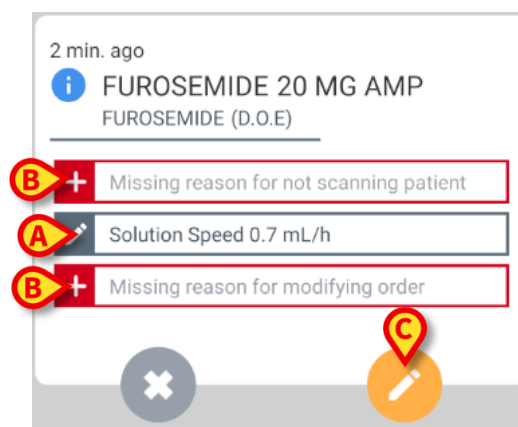 2 min. ago
FUROSEMIDE 20 MG AMP
FUROSEMIDE (D.O.E)
B Missing reason for not scanning patient
A Solution Speed 0.7 mL/h
B Missing reason for modifying order
C